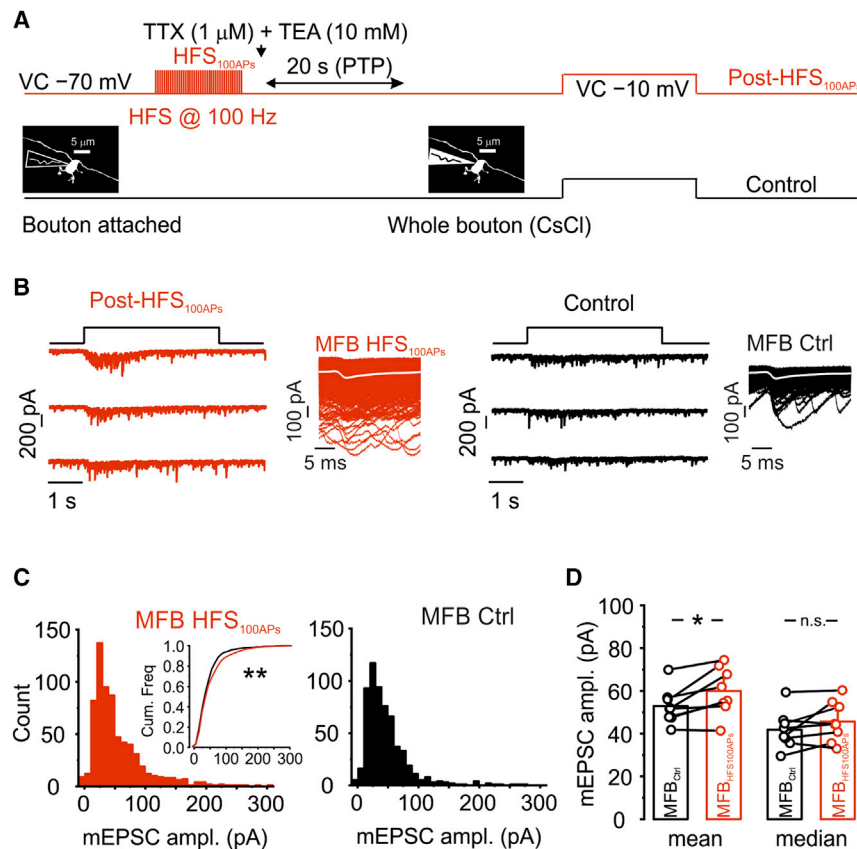 A
TTX (1 μM) + TEA (10 mM)
HFS100APs
20 s (PTP)
VC −70 mV
VC −10 mV
Post-HFS100APs
HFS @ 100 Hz
5 μm
5 μm
Control
Bouton attached
Whole bouton (CsCl)
B
Post-HFS100APs
MFB HFS100APs
Control
MFB Ctrl
200 pA
100 pA
200 pA
100 pA
5 ms
5 ms
1 s
1 s
C
MFB HFS100APs
MFB Ctrl
Count
150
100
50
0
0 100 200 300
mEPSC ampl. (pA)
Cum. Freq
1.0
0.8
0.6
0.4
0.2
0.0
0 100 200 300
**
150
100
50
0
0 100 200 300
mEPSC ampl. (pA)
D
mEPSC ampl. (pA)
100
80
60
40
20
0
*
n.s.
MFBCtrl
MFBHFS100APs
MFBCtrl
MFBHFS100APs
mean
median